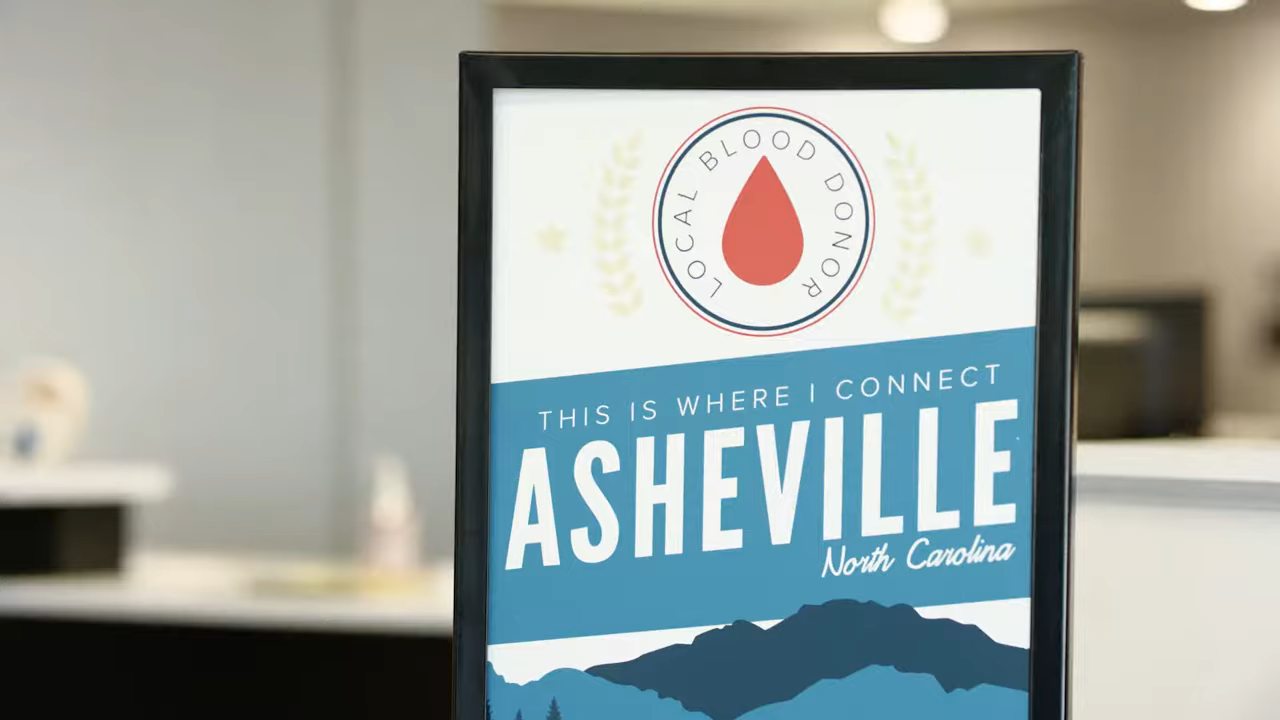 LOCAL BLOOD DONOR
THIS IS WHERE I CONNECT
ASHEVILLE
North Carolina